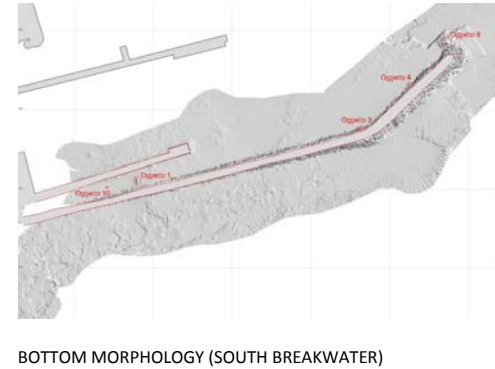 Oggetto 8
Oggetto 4
Oggetto 3
Oggetto 1
Oggetto 10
BOTTOM MORPHOLOGY (SOUTH BREAKWATER)